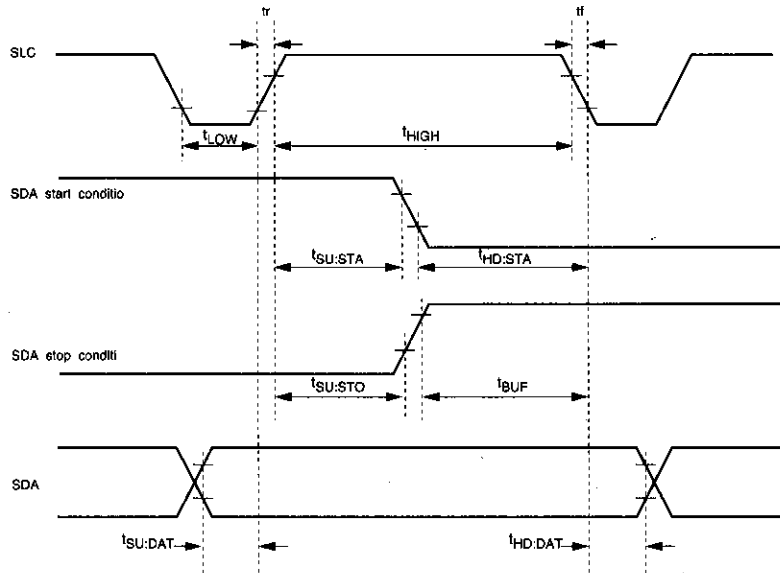 tr
tf
SLC
tLOW
tHIGH
SDA start conditio
tSU:STA
tHD:STA
SDA stop conditi
tSU:STO
tBUF
SDA
tSU:DAT
tHD:DAT